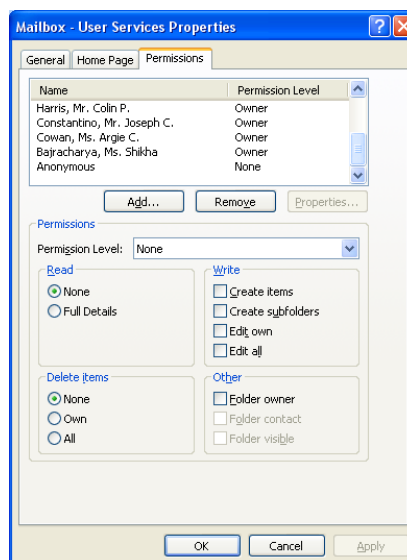 Mailbox - User Services Properties
General Home Page Permissions
Name Permission Level
Harris, Mr. Colin P. Owner
Constantino, Mr. Joseph C. Owner
Cowan, Ms. Argie C. Owner
Bajracharya, Ms. Shikha Owner
Anonymous None
Add... Remove Properties...
Permissions
Permission Level: None
Read Write
None Create items
Full Details Create subfolders
Edit own
Edit all
Delete items Other
None Folder owner
Own Folder contact
All Folder visible
OK Cancel Apply